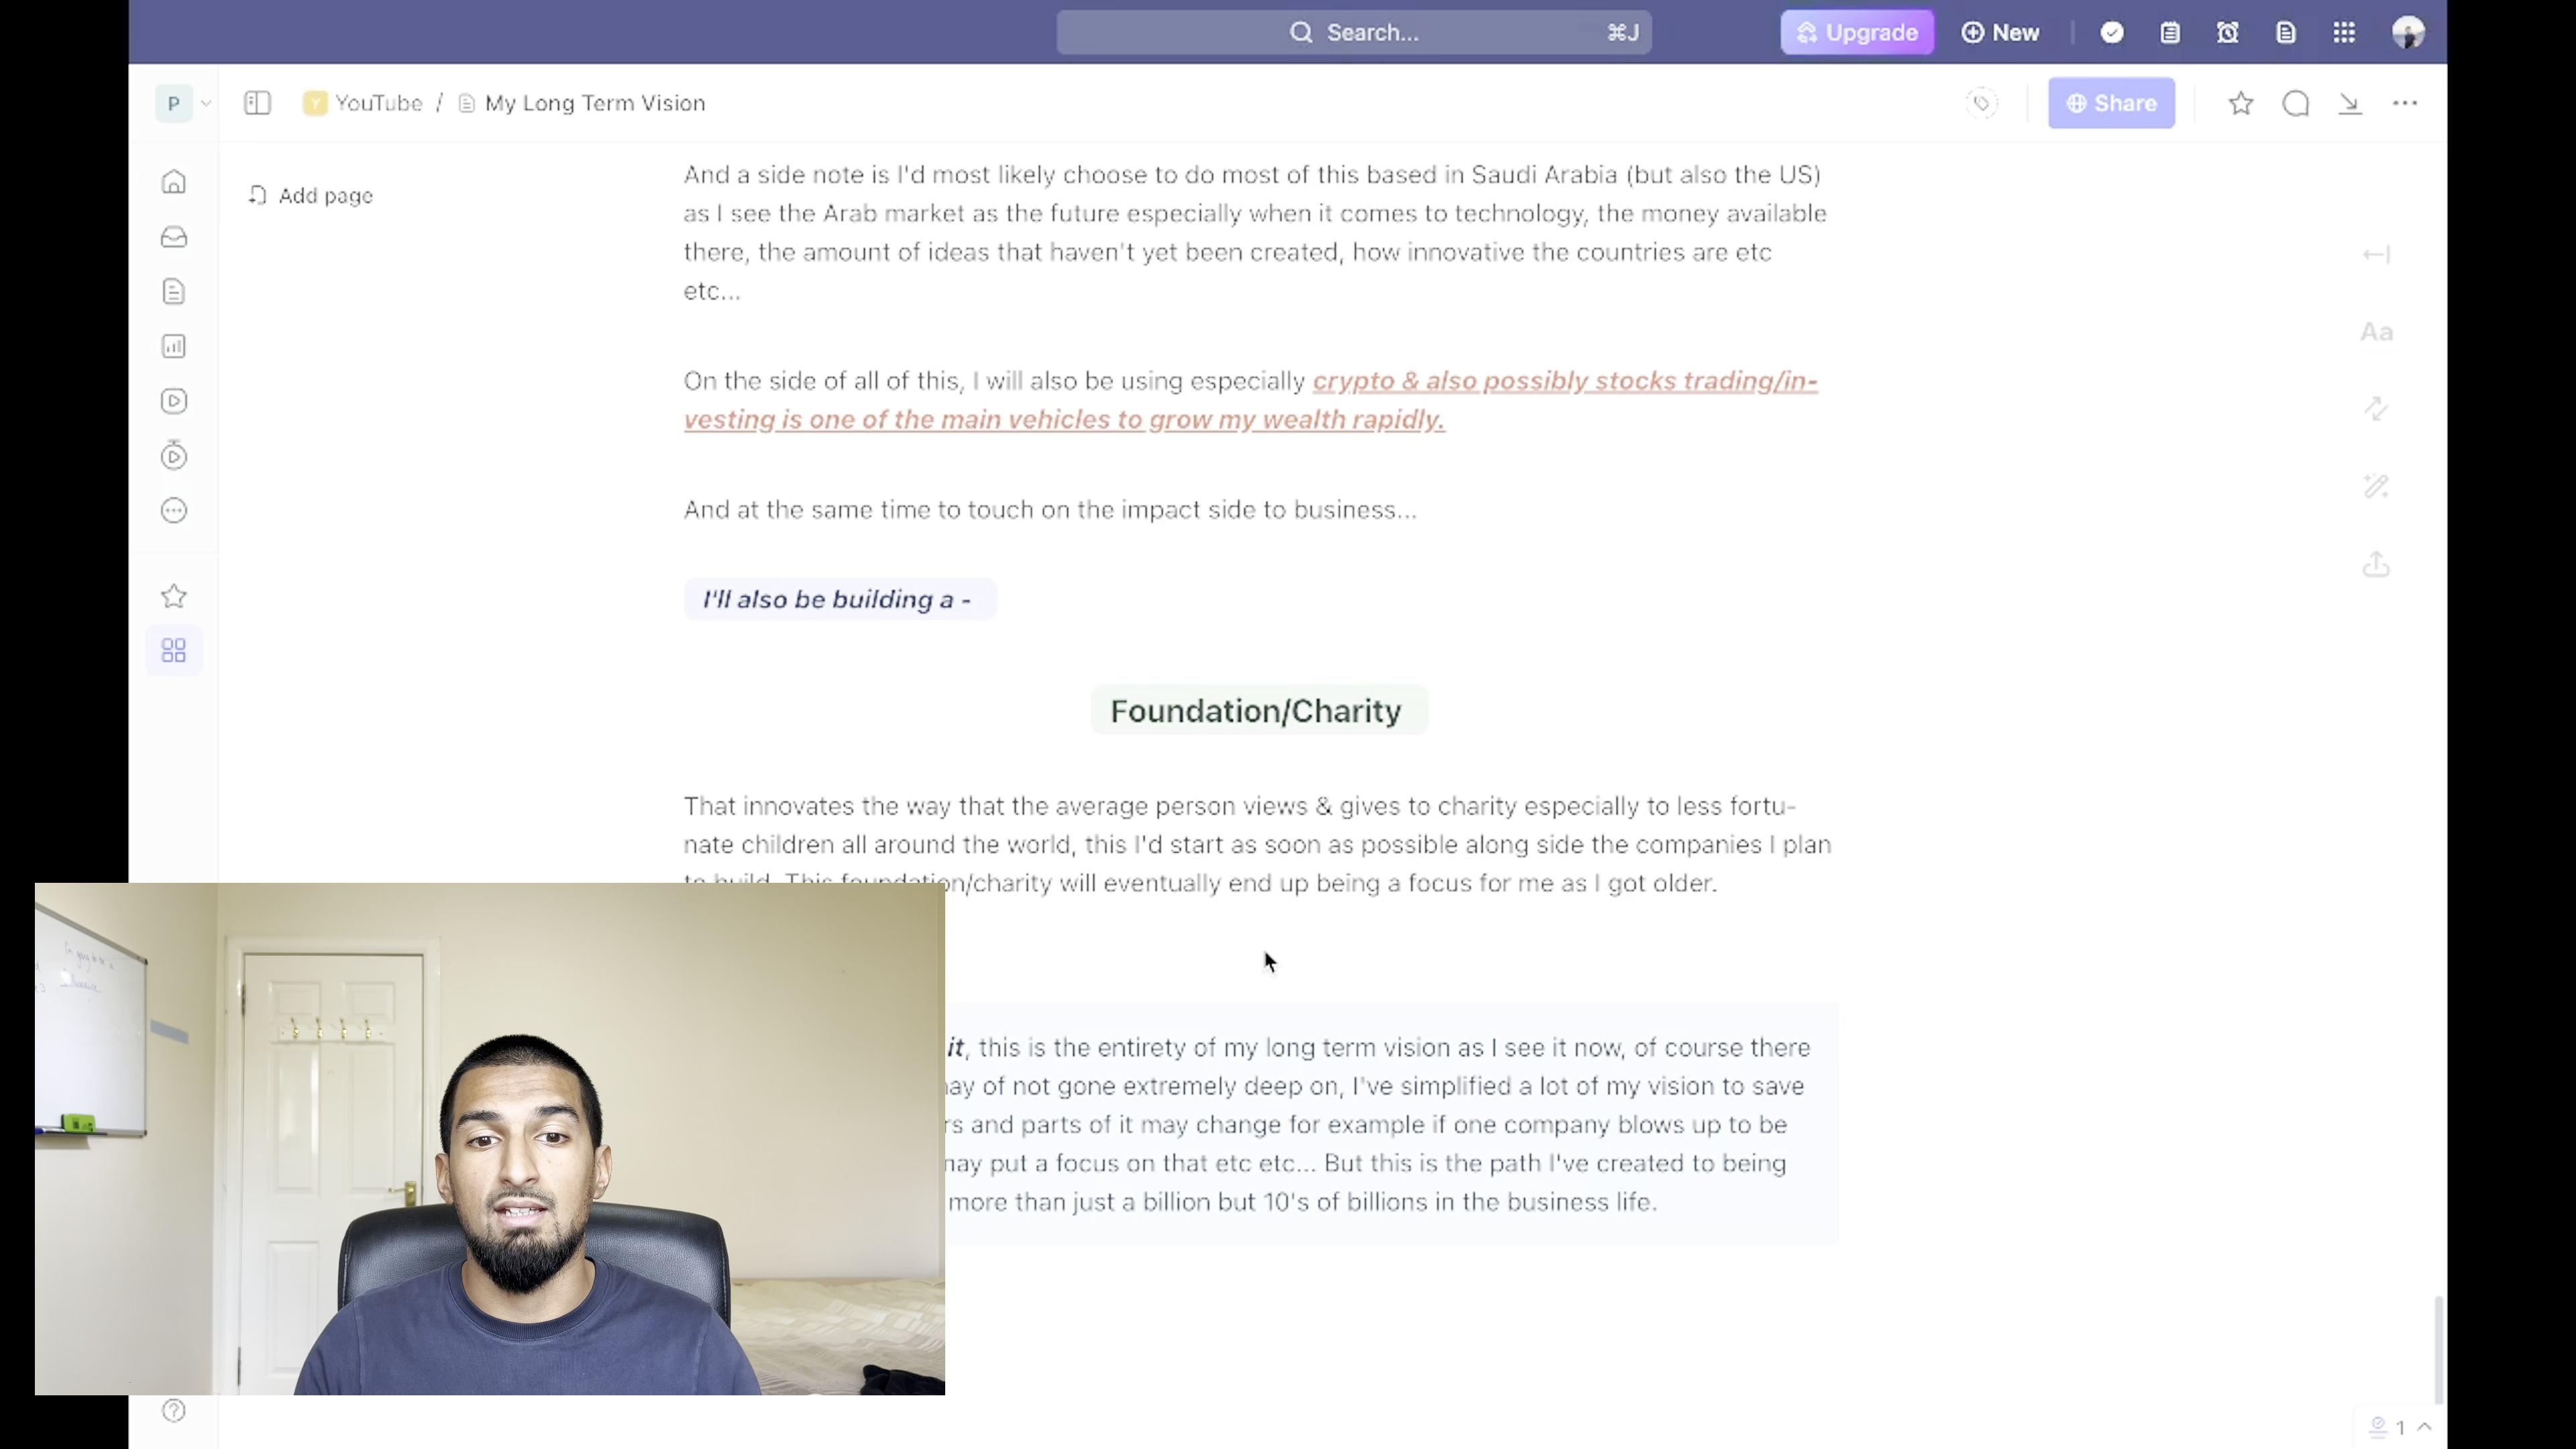 Search... ⌘J
Upgrade
New
P
Y YouTube / My Long Term Vision
Share
Add page
And a side note is I'd most likely choose to do most of this based in Saudi Arabia (but also the US)
as I see the Arab market as the future especially when it comes to technology, the money available
there, the amount of ideas that haven't yet been created, how innovative the countries are etc
etc...
On the side of all of this, I will also be using especially crypto & also possibly stocks trading/in-
vesting is one of the main vehicles to grow my wealth rapidly.
And at the same time to touch on the impact side to business...
I'll also be building a -
Foundation/Charity
That innovates the way that the average person views & gives to charity especially to less fortu-
nate children all around the world, this I'd start as soon as possible along side the companies I plan
to build. This foundation/charity will eventually end up being a focus for me as I got older.
it, this is the entirety of my long term vision as I see it now, of course there
of not gone extremely deep on, I've simplified a lot of my vision to save
and parts of it may change for example if one company blows up to be
put a focus on that etc etc... But this is the path I've created to being
more than just a billion but 10's of billions in the business life.
Aa
1